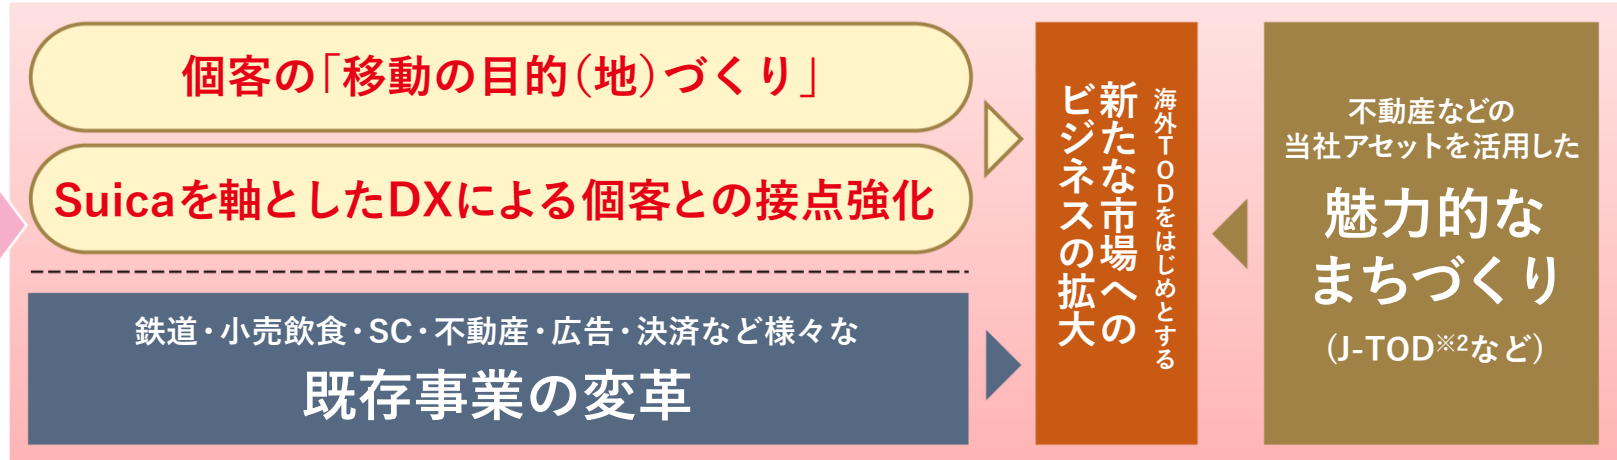 個客の「移動の目的(地)づくり」
Suicaを軸としたDXによる個客との接点強化
鉄道・小売飲食・SC・不動産・広告・決済など様々な
既存事業の変革
海外TODをはじめとする
新たな市場への
ビジネスの拡大
不動産などの
当社アセットを活用した
魅力的な
まちづくり
(J-TOD※2など)